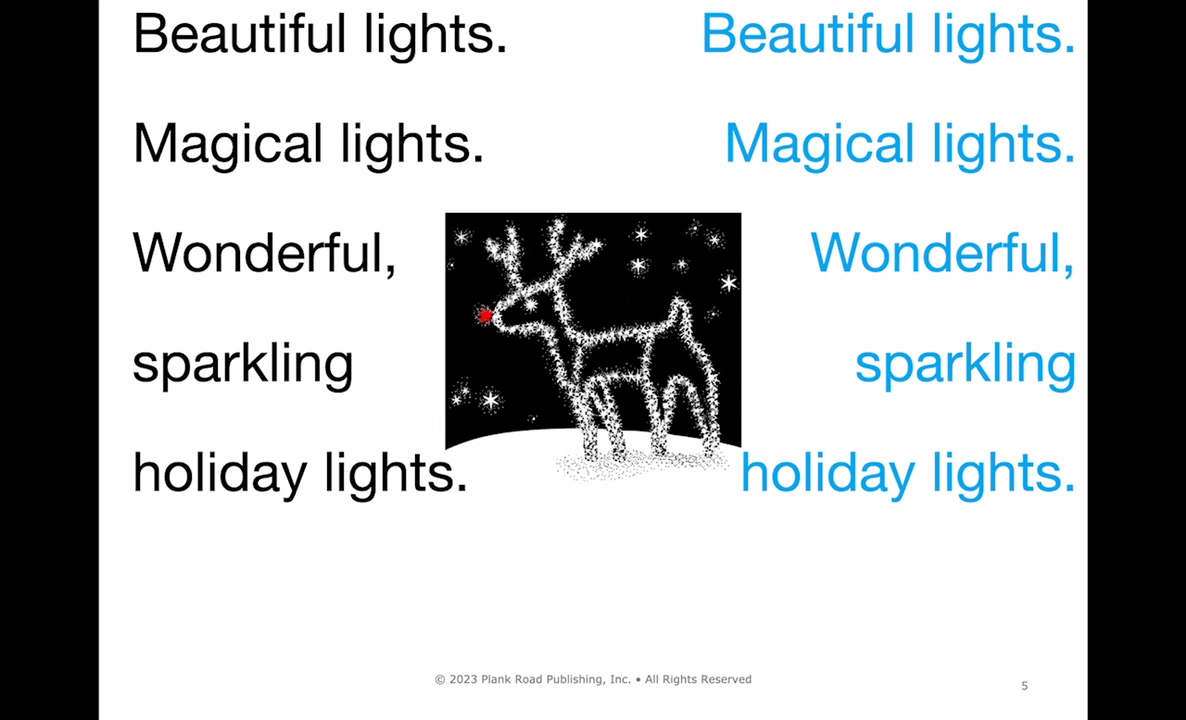 Beautiful lights.
Magical lights.
Wonderful,
sparkling
holiday lights.
Beautiful lights.
Magical lights.
Wonderful,
sparkling
holiday lights.
© 2023 Plank Road Publishing, Inc. • All Rights Reserved
5